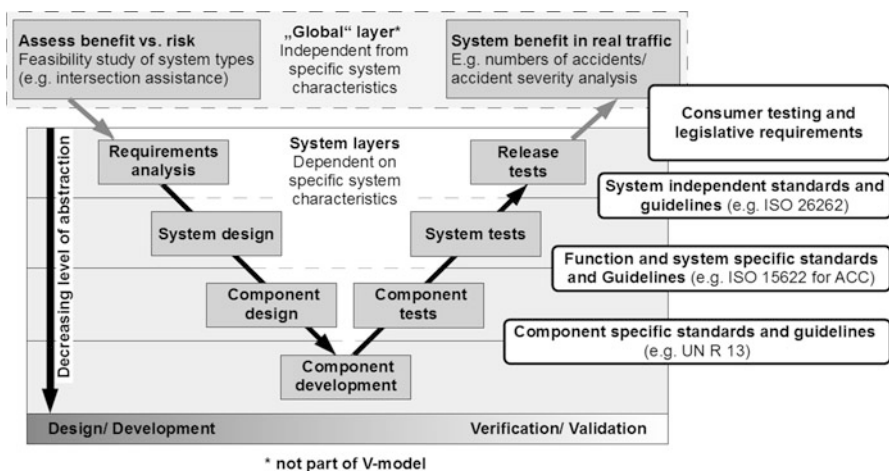 Assess benefit vs. risk
Feasibility study of system types
(e.g. intersection assistance)
„Global“ layer*
Independent from
specific system
characteristics
System benefit in real traffic
E.g. numbers of accidents/
accident severity analysis
Consumer testing and
legislative requirements
Decreasing level of abstraction
Requirements
analysis
System layers
Dependent on
specific system
characteristics
Release
tests
System independent standards and
guidelines (e.g. ISO 26262)
System design
System tests
Function and system specific standards
and Guidelines (e.g. ISO 15622 for ACC)
Component
design
Component
tests
Component specific standards and guidelines
(e.g. UN R 13)
Component
development
Design/ Development
Verification/ Validation
* not part of V-model